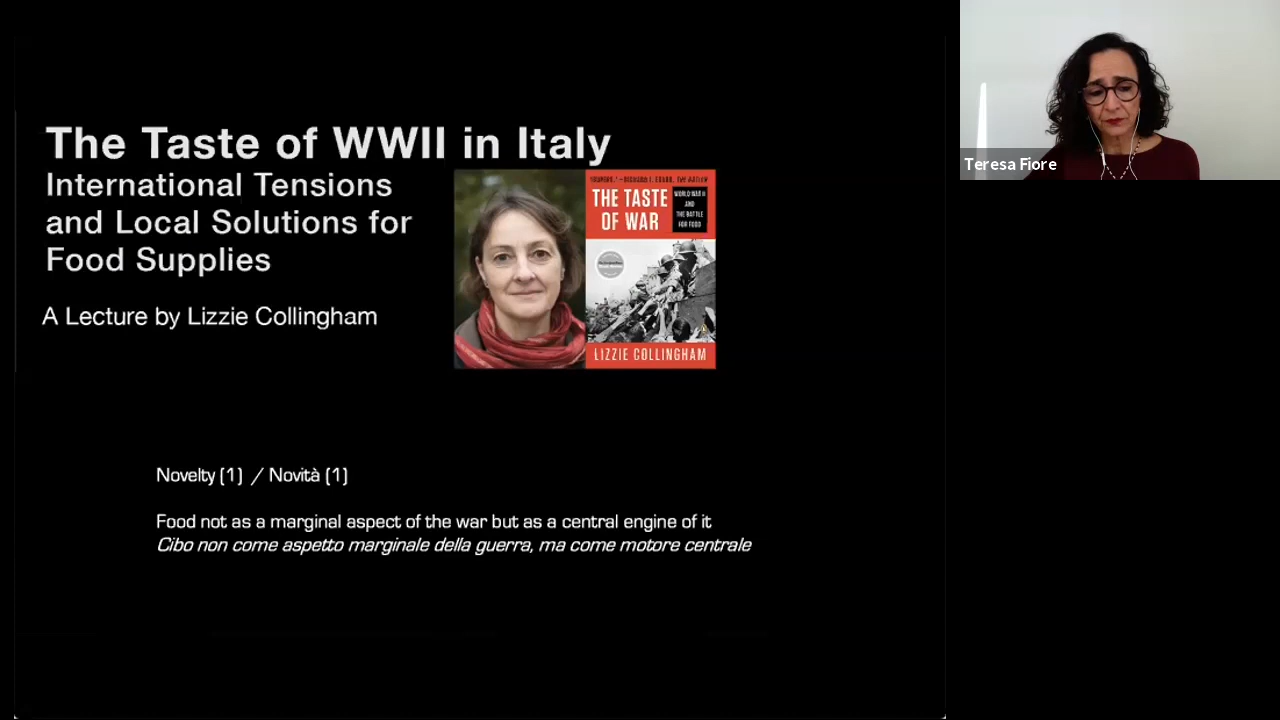 The Taste of WWII in Italy
International Tensions
and Local Solutions for
Food Supplies
A Lecture by Lizzie Collingham
THE TASTE
OF WAR
WORLD WAR II
AND
THE BATTLE
FOR FOOD
LIZZIE COLLINGHAM
Novelty (1) / Novità (1)
Food not as a marginal aspect of the war but as a central engine of it
Cibo non come aspetto marginale della guerra, ma come motore centrale
Teresa Fiore